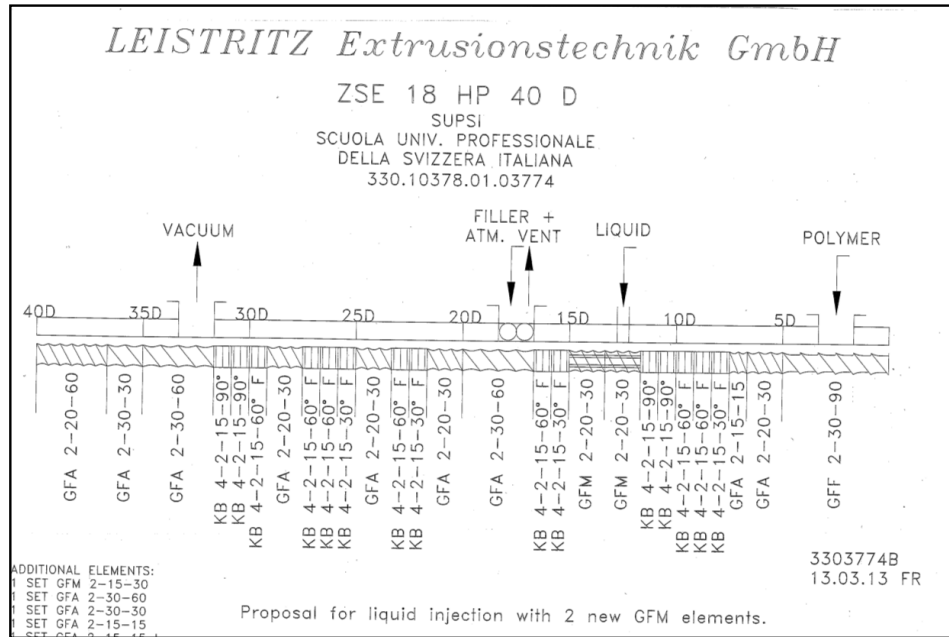 LEISTRITZ Extrusionstechnik GmbH
ZSE 18 HP 40 D
SUPSI
SCUOLA UNIV. PROFESSIONALE
DELLA SVIZZERA ITALIANA
330.10378.01.03774
VACUUM
FILLER +
ATM. VENT
LIQUID
POLYMER
40D 35D 30D 25D 20D 15D 10D 5D
GFA 2-20-60
GFA 2-30-30
GFA 2-30-60
KB 4-2-15-90°
KB 4-2-15-90°
KB 4-2-15-60° F
GFA 2-20-30
KB 4-2-15-60° F
KB 4-2-15-60° F
KB 4-2-15-30° F
GFA 2-20-30
KB 4-2-15-60° F
KB 4-2-15-30° F
GFA 2-20-30
GFA 2-30-60
KB 4-2-15-60° F
KB 4-2-15-30° F
GFM 2-20-30
GFM 2-20-30
KB 4-2-15-90°
KB 4-2-15-90°
KB 4-2-15-60° F
KB 4-2-15-60° F
KB 4-2-15-30° F
GFA 2-15-15
GFA 2-20-30
GFF 2-30-90
3303774B
13.03.13 FR
ADDITIONAL ELEMENTS:
1 SET GFM 2-15-30
1 SET GFA 2-30-60
1 SET GFA 2-30-30
1 SET GFA 2-15-15
1 SET GFA 2-15-15
Proposal for liquid injection with 2 new GFM elements.